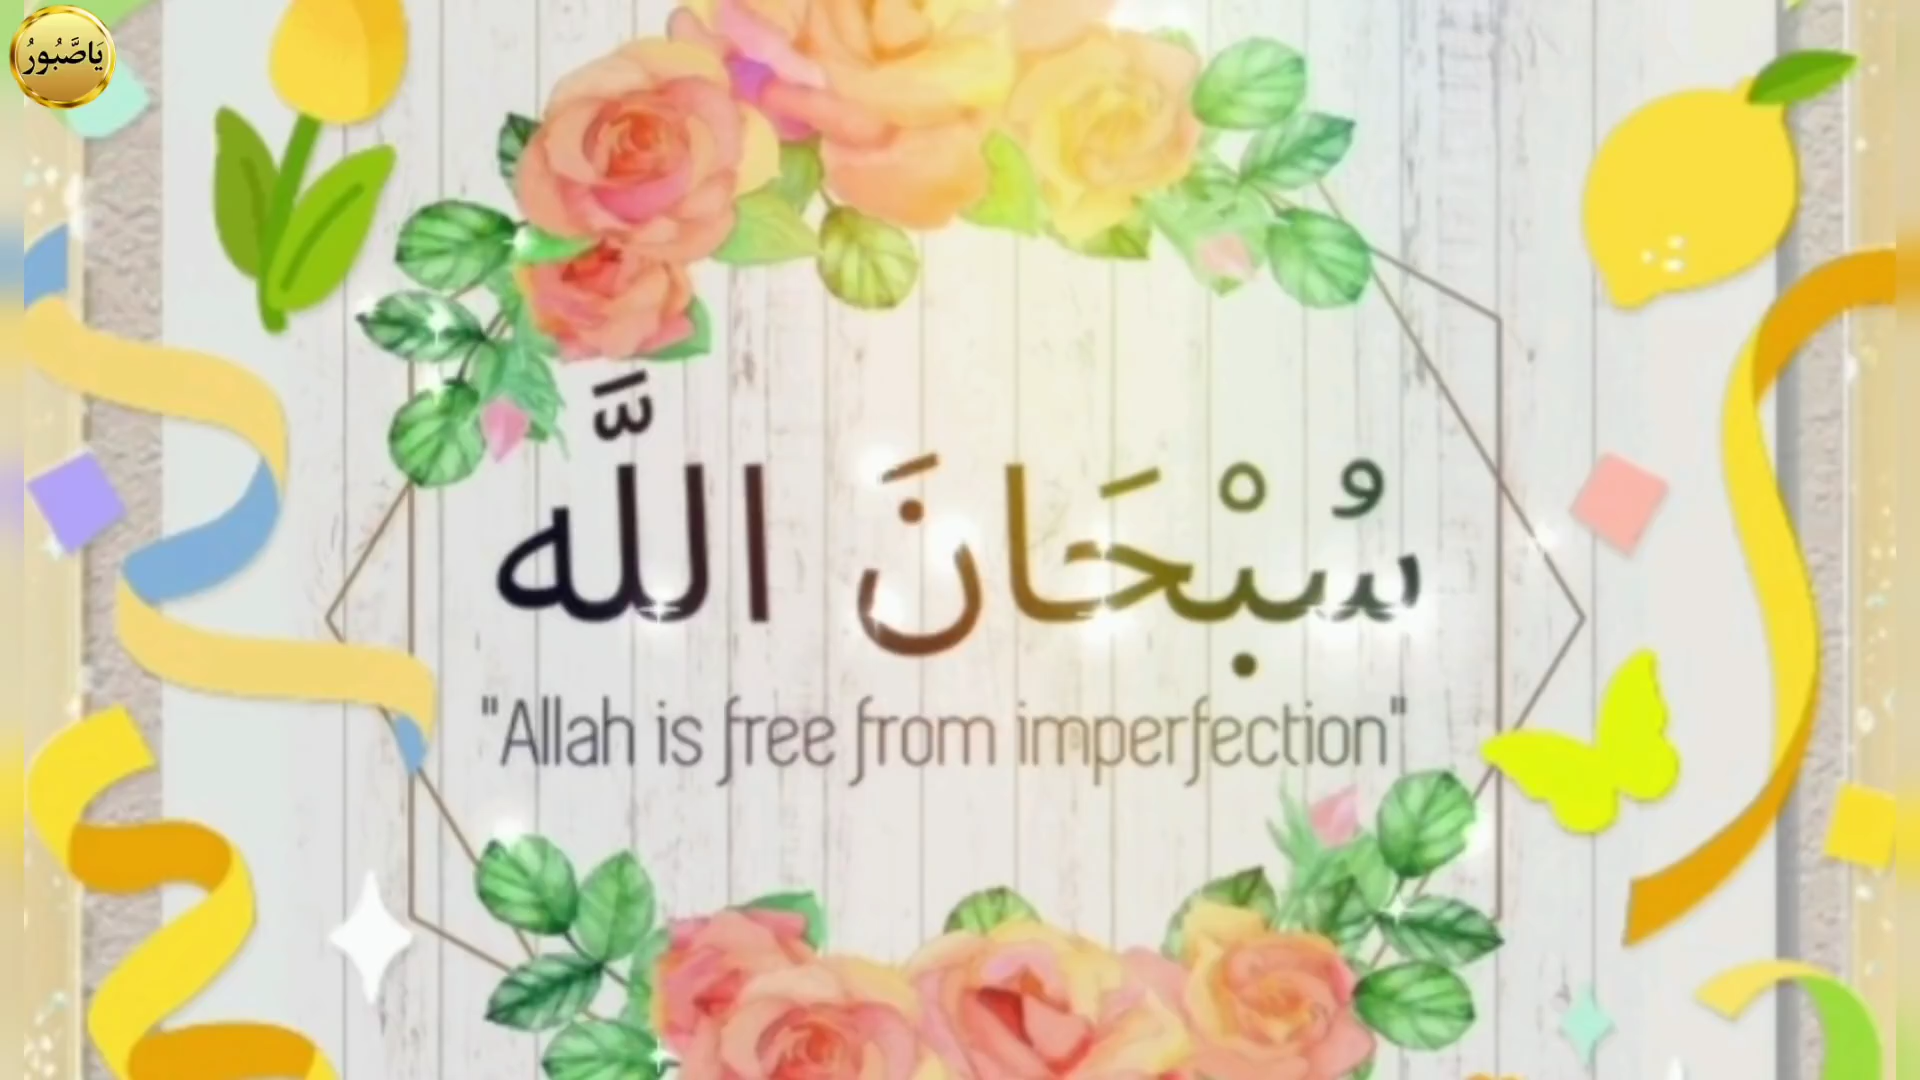 يَاصَّبُورُ
سُبْحَانَ اللَّه
"Allah is free from imperfection"